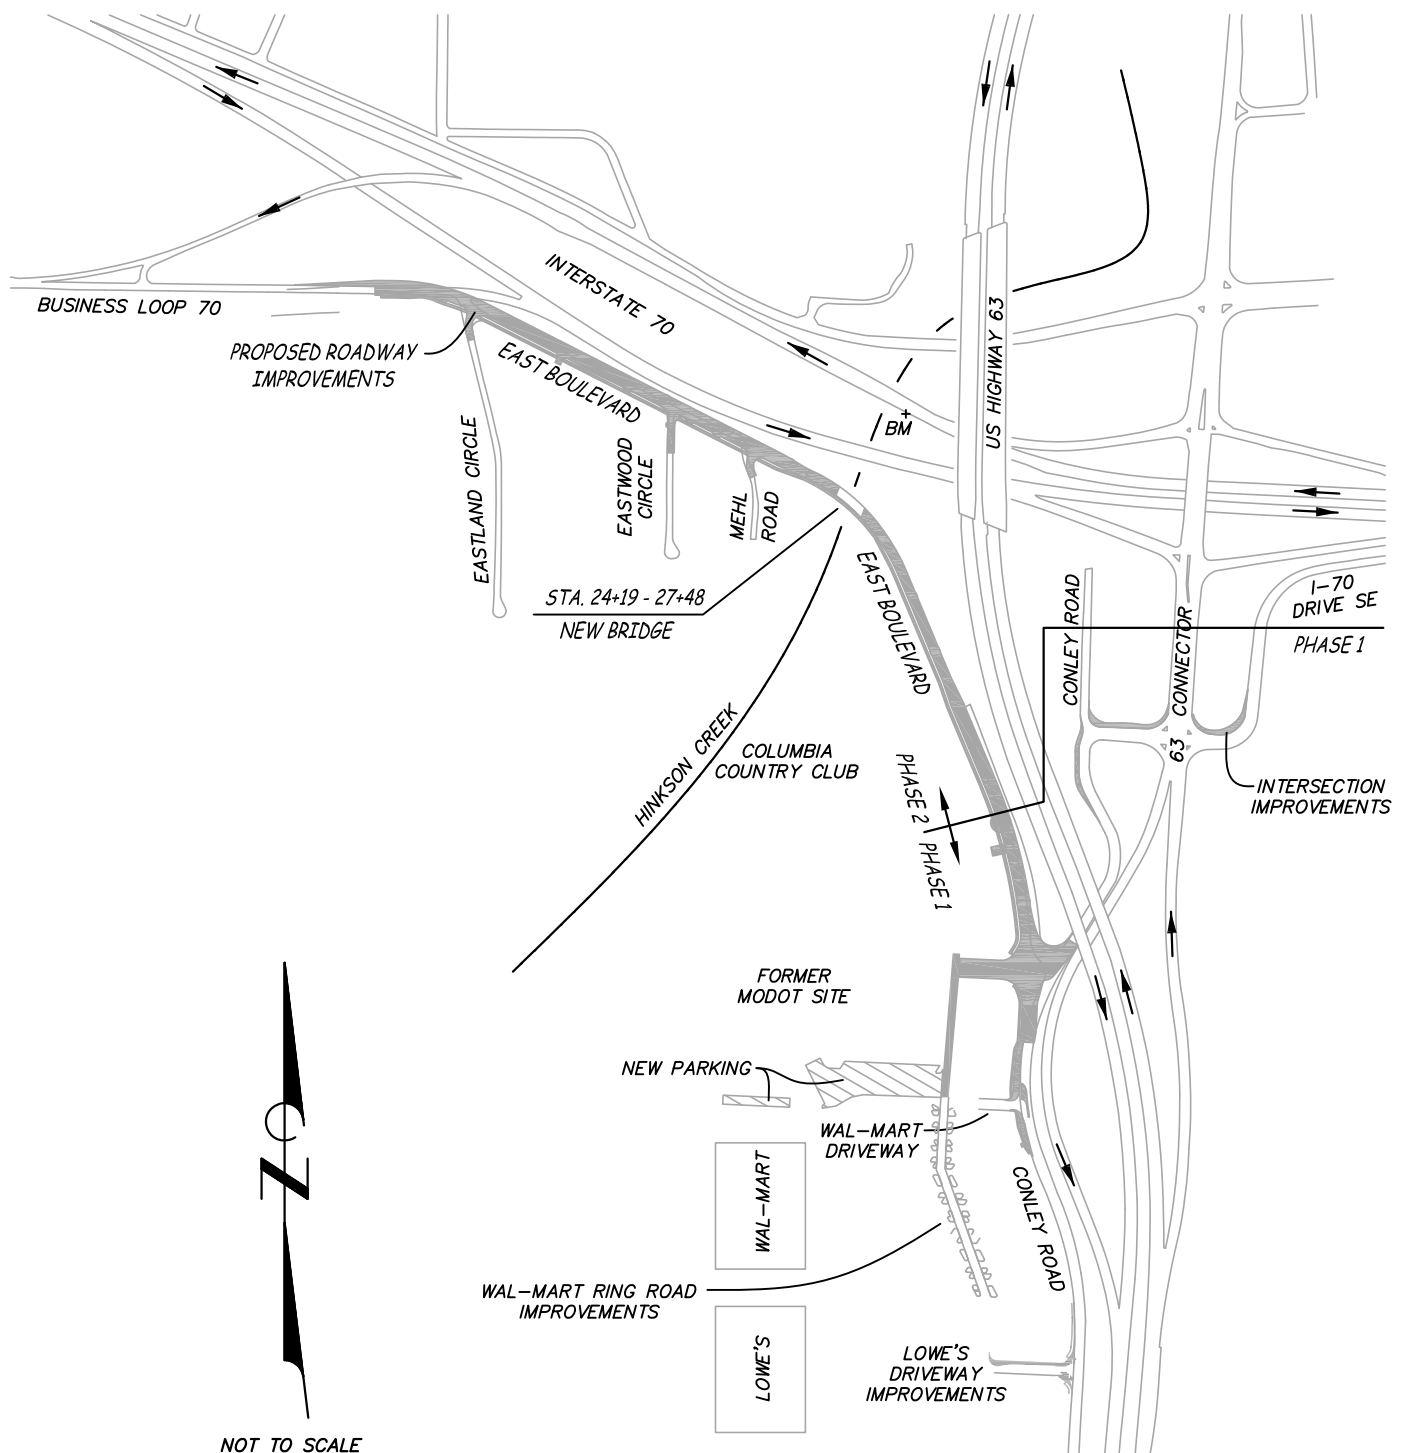 INTERSTATE 70
BUSINESS LOOP 70
US HIGHWAY 63
PROPOSED ROADWAY
IMPROVEMENTS
EAST BOULEVARD
BM
EASTLAND CIRCLE
EASTWOOD
CIRCLE
MEHL
ROAD
STA. 24+19 - 27+48
NEW BRIDGE
EAST BOULEVARD
CONLEY ROAD
63 CONNECTOR
I-70
DRIVE SE
PHASE 1
HINKSON CREEK
COLUMBIA
COUNTRY CLUB
PHASE 2
PHASE 1
INTERSECTION
IMPROVEMENTS
FORMER
MODOT SITE
NEW PARKING
WAL-MART
DRIVEWAY
WAL-MART
CONLEY ROAD
WAL-MART RING ROAD
IMPROVEMENTS
LOWE'S
LOWE'S
DRIVEWAY
IMPROVEMENTS
N
NOT TO SCALE